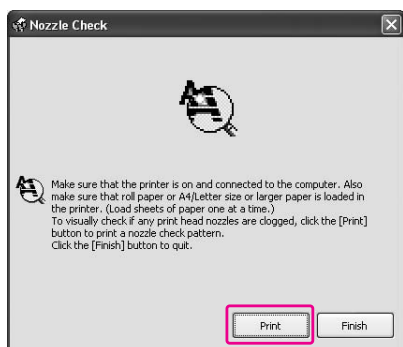 Nozzle Check
Make sure that the printer is on and connected to the computer. Also
make sure that roll paper or A4/Letter size or larger paper is loaded in
the printer. (Load sheets of paper one at a time.)
To visually check if any print head nozzles are clogged, click the [Print]
button to print a nozzle check pattern.
Click the [Finish] button to quit.
Print
Finish